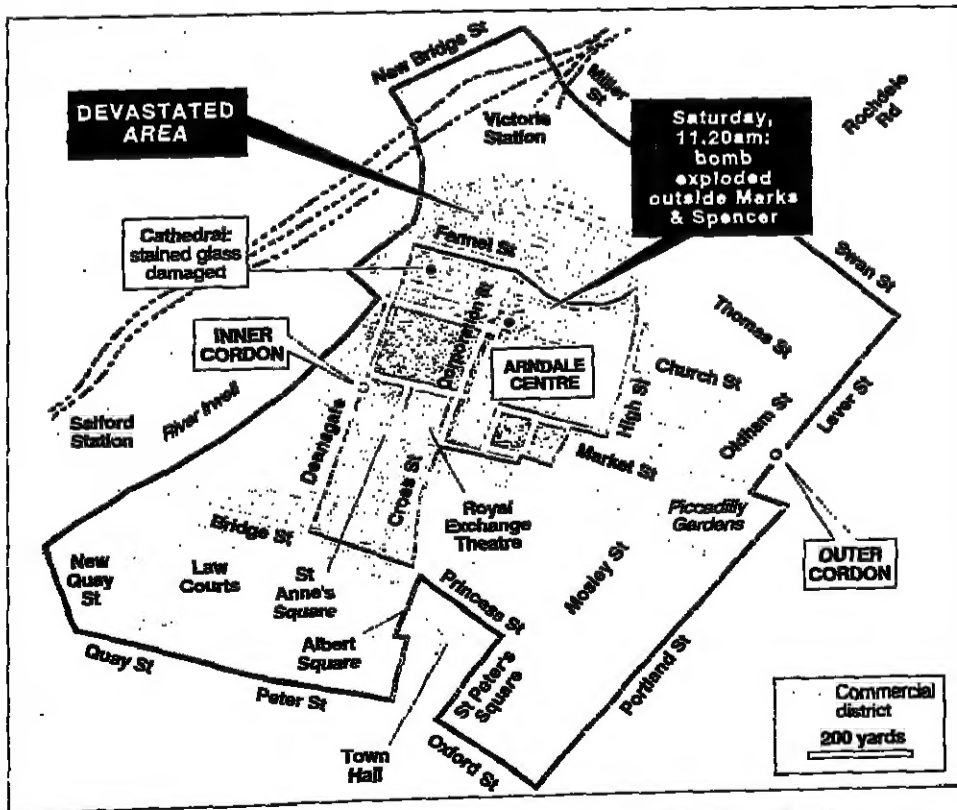 New Bridge St
Miller
St
Rochdale
Rd
DEVASTATED
AREA
Victoria
Station
Saturday,
11.20am:
bomb
exploded
outside Marks
& Spencer
Cathedral:
stained glass
damaged
Fennel St
Swan St
Thomas St
INNER
CORDON
Corporation St
ARNDALE
CENTRE
Church St
High St
Lever St
Oldham St
Salford
Station
River Irwell
Deansgate
Cross St
Market St
Royal
Exchange
Theatre
Piccadilly
Gardens
OUTER
CORDON
Bridge St
New
Quay
St
Law
Courts
St
Anne's
Square
Princess St
Mosley St
Albert
Square
Quay St
Peter St
St Peter's
Square
Portland St
Town
Hall
Oxford St
Commercial
district
200 yards